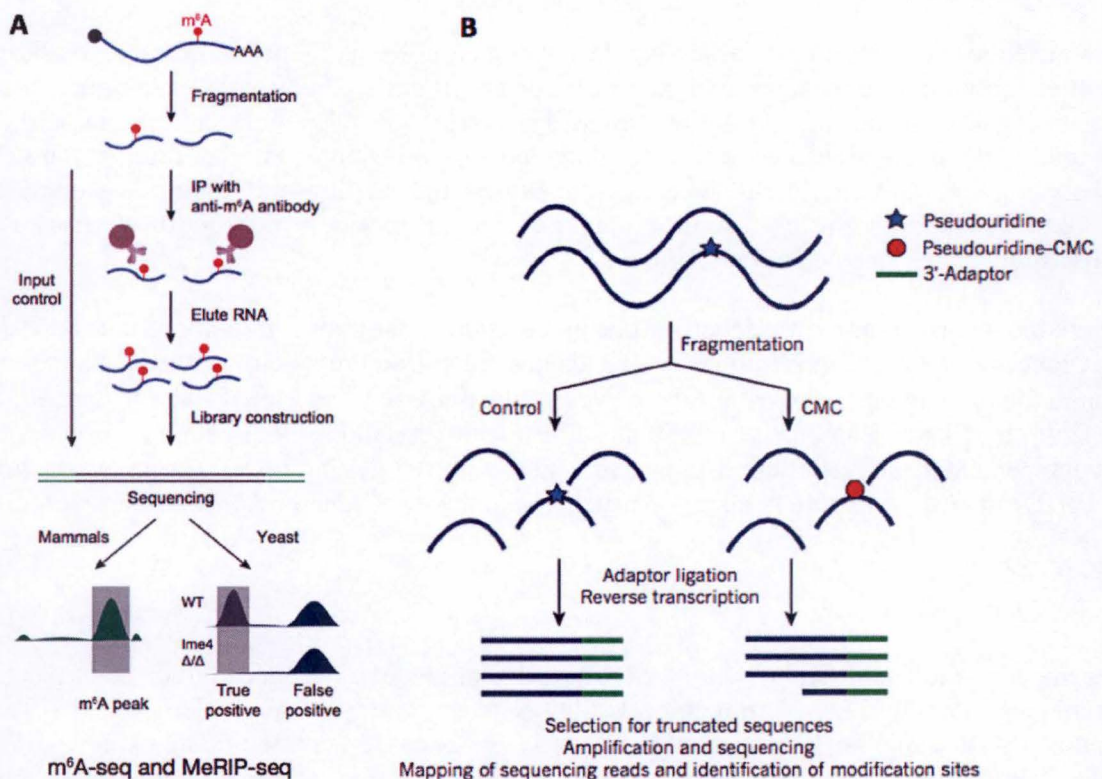 A
m⁶A
AAA
Fragmentation
IP with
anti-m⁶A antibody
Input
control
Elute RNA
Library construction
Sequencing
Mammals
Yeast
WT
Ime4
Δ/Δ
m⁶A peak
True
positive
False
positive
m⁶A-seq and MeRIP-seq
B
Pseudouridine
Pseudouridine–CMC
3'-Adaptor
Fragmentation
Control
CMC
Adaptor ligation
Reverse transcription
Selection for truncated sequences
Amplification and sequencing
Mapping of sequencing reads and identification of modification sites